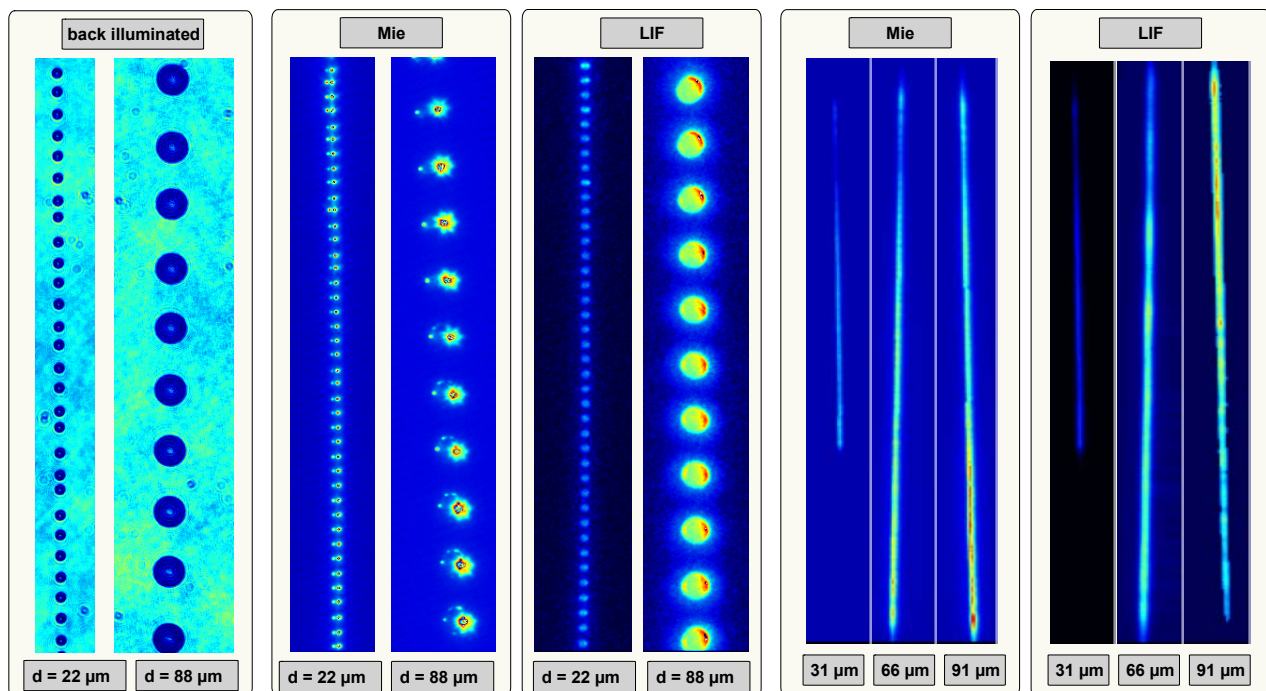 back illuminated
Mie
LIF
Mie
LIF
d = 22 µm
d = 88 µm
d = 22 µm
d = 88 µm
d = 22 µm
d = 88 µm
31 µm
66 µm
91 µm
31 µm
66 µm
91 µm